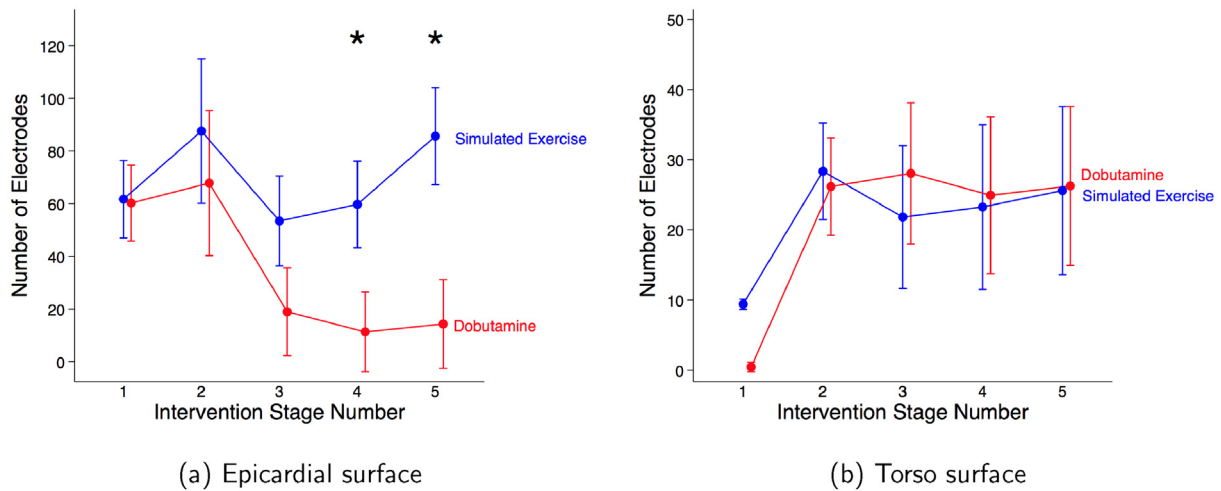 120
100
80
60
40
20
0
Number of Electrodes
* *
Simulated Exercise
Dobutamine
1 2 3 4 5
Intervention Stage Number
(a) Epicardial surface
50
40
30
20
10
0
Number of Electrodes
Dobutamine
Simulated Exercise
1 2 3 4 5
Intervention Stage Number
(b) Torso surface